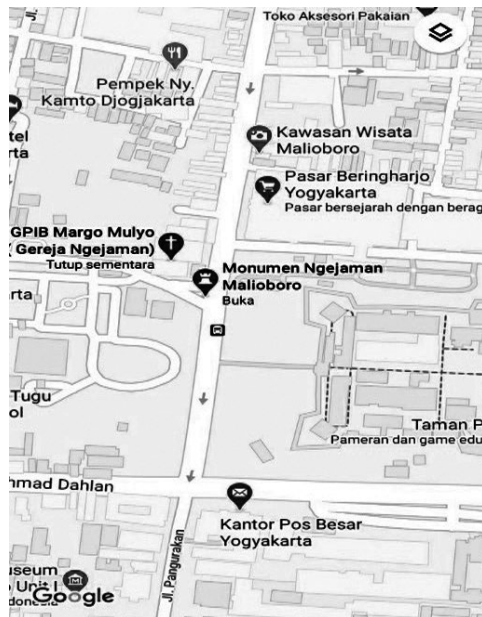 Toko Aksesori Pakaian
Jl.
Pempek Ny.
Kamto Djogjakarta
Kawasan Wisata
Malioboro
tel
rta
Pasar Beringharjo
Yogyakarta
Pasar bersejarah dengan berag
GPIB Margo Mulyo
( Gereja Ngejaman)
Tutup sementara
Monumen Ngejaman
Malioboro
Buka
arta
Tugu
ol
Taman P
Pameran dan game edu
hmad Dahlan
Kantor Pos Besar
Yogyakarta
Jl. Pangurakan
useum
Unit I
donesia
Google